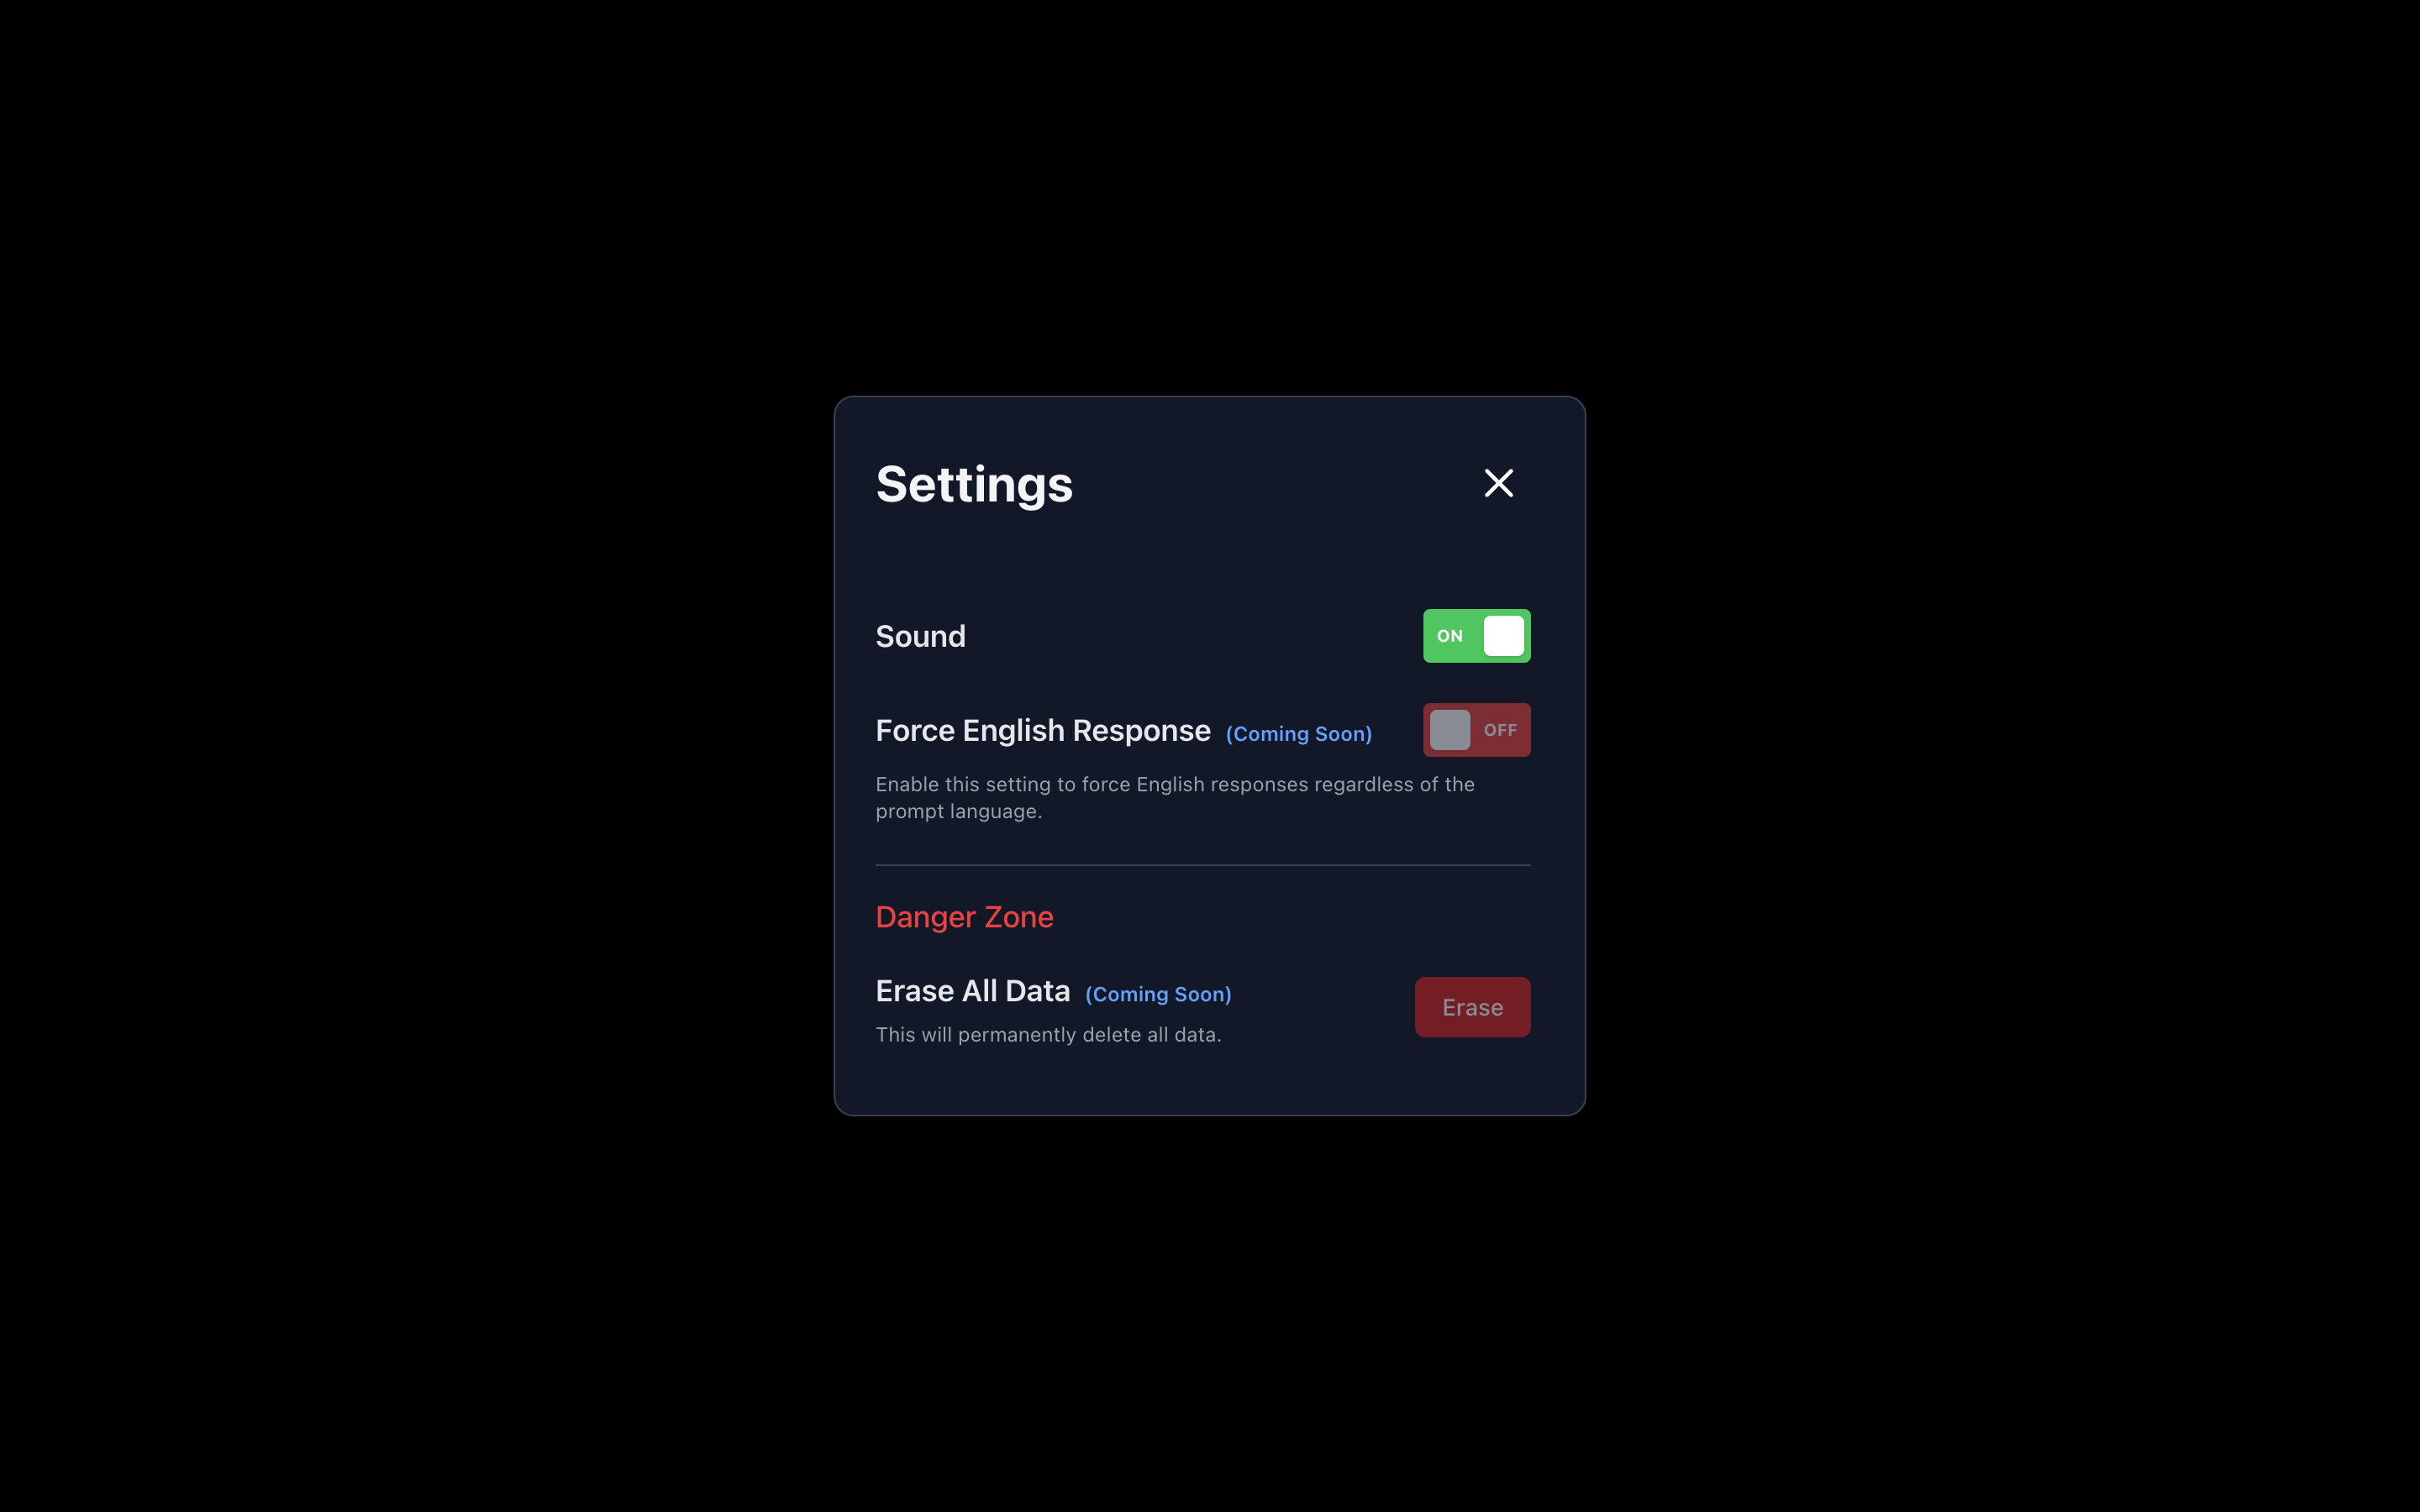 Settings
Sound
ON
Force English Response (Coming Soon)
OFF
Enable this setting to force English responses regardless of the
prompt language.
Danger Zone
Erase All Data (Coming Soon)
Erase
This will permanently delete all data.